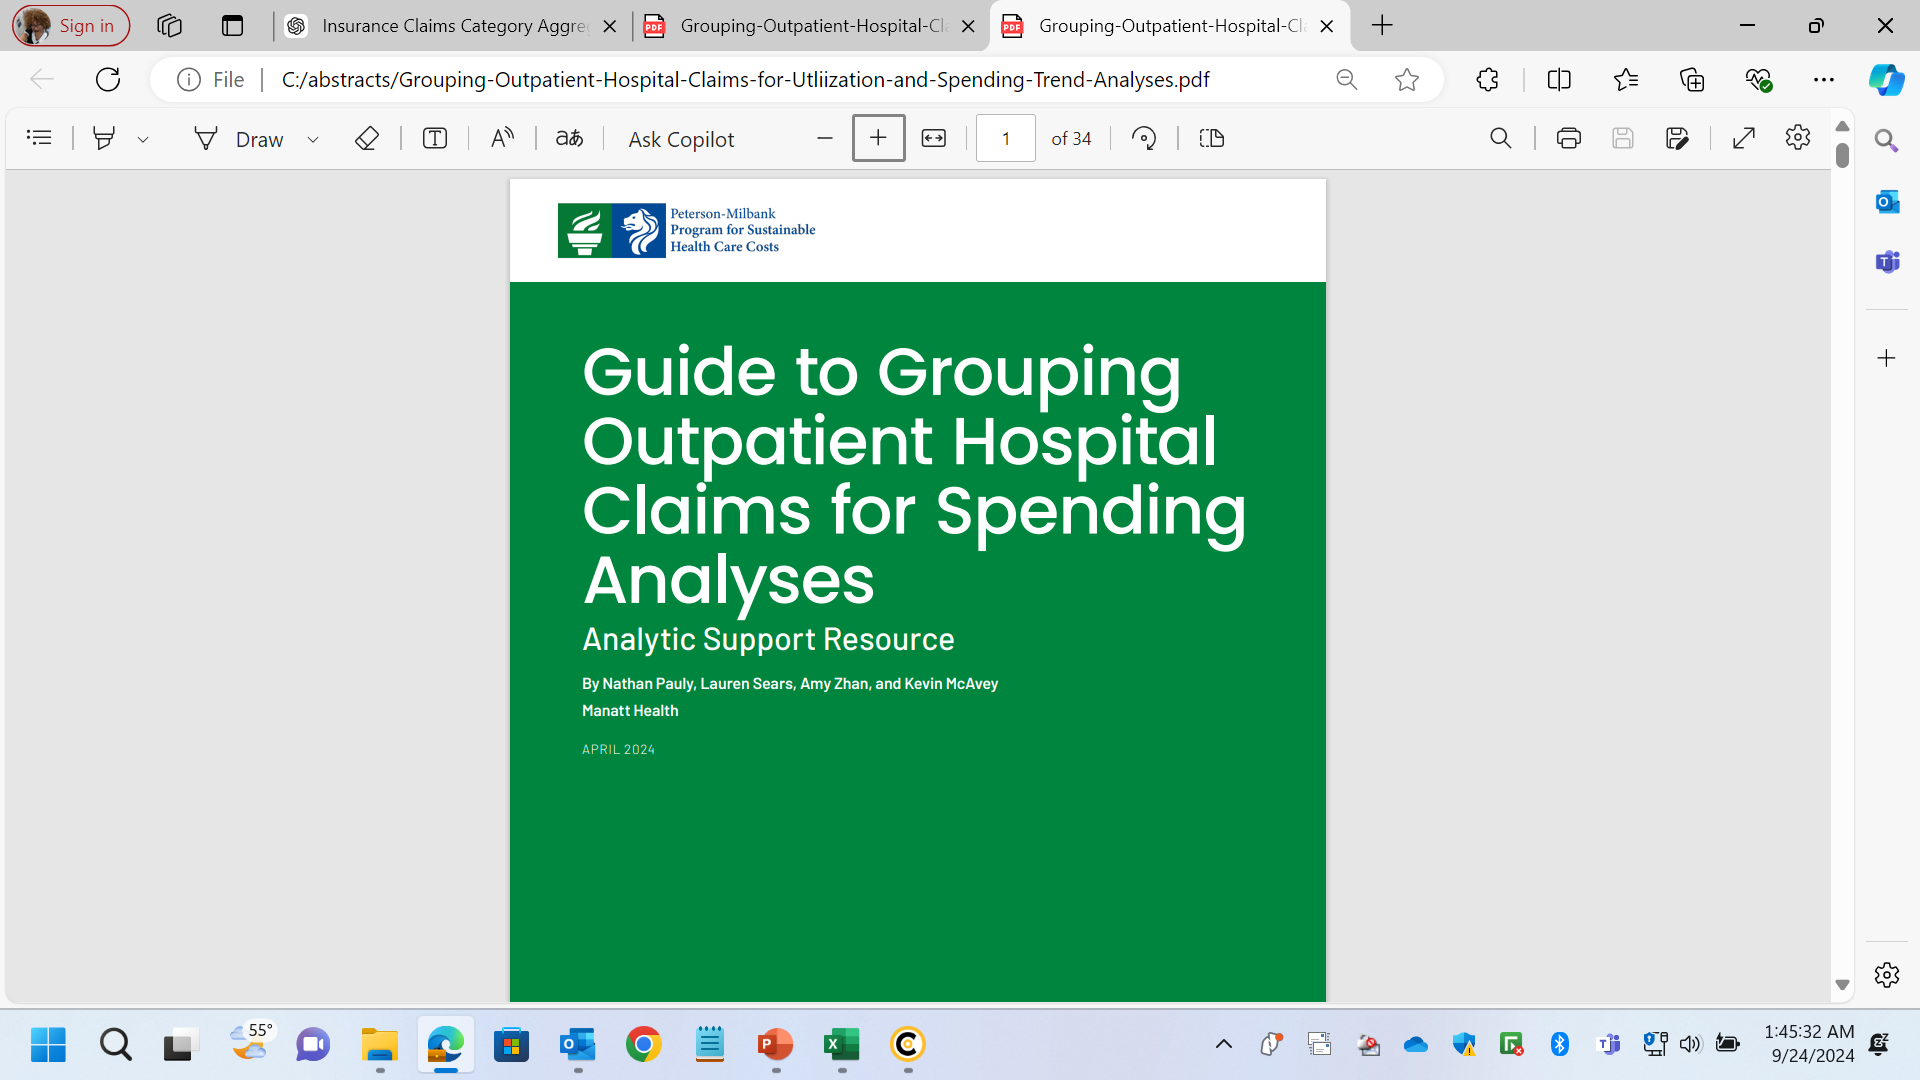 Sign in
Insurance Claims Category Aggre
Grouping-Outpatient-Hospital-Cl
Grouping-Outpatient-Hospital-Cl
File
C:/abstracts/Grouping-Outpatient-Hospital-Claims-for-Utliization-and-Spending-Trend-Analyses.pdf
Draw
Ask Copilot
1
of 34
Peterson-Milbank
Program for Sustainable
Health Care Costs
Guide to Grouping
Outpatient Hospital
Claims for Spending
Analyses
Analytic Support Resource
By Nathan Pauly, Lauren Sears, Amy Zhan, and Kevin McAvey
Manatt Health
APRIL 2024
55°
1:45:32 AM
9/24/2024